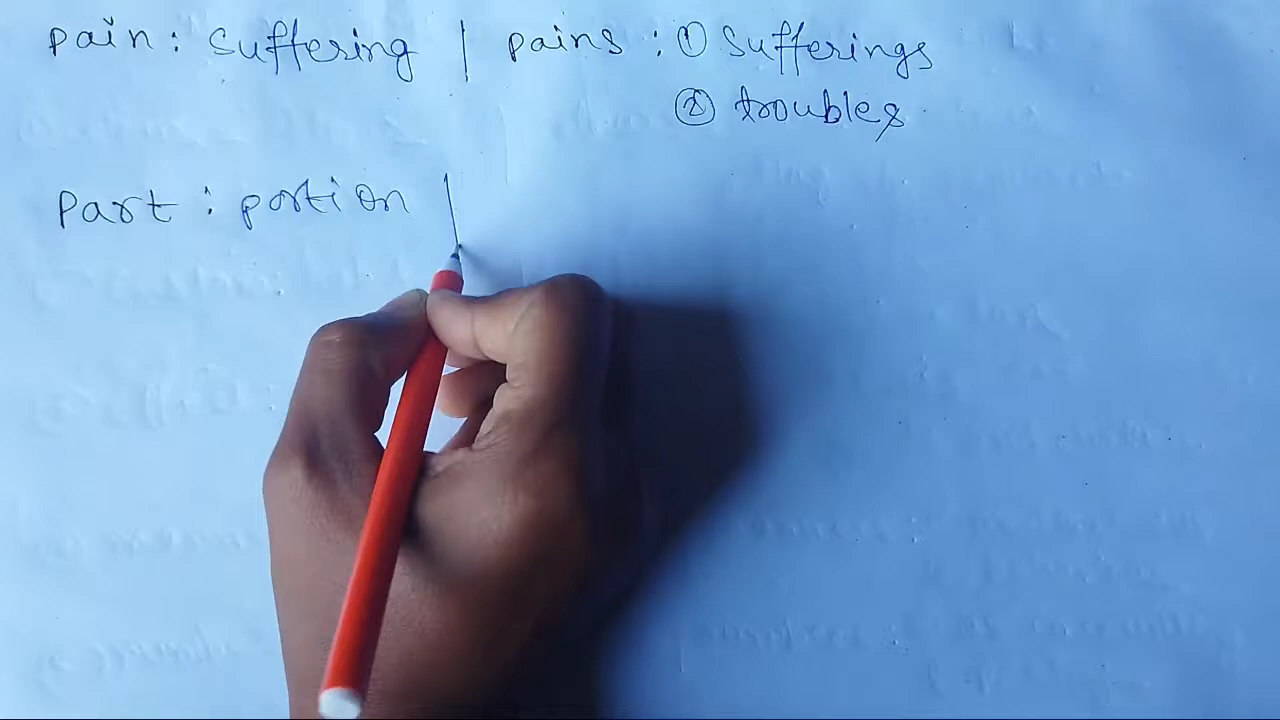 pain: suffering | pains : ① sufferings
② troubles
Part : portion |